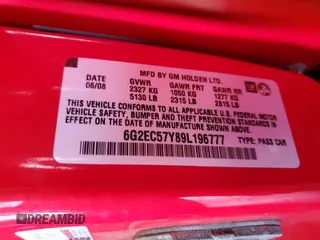 MFD BY GM HOLDEN LTD.
DATE GVWR GAWR FRT GAWR RR
06/08 2327 KG 1050 KG 1277 KG
5130 LB 2315 LB 2815 LB
THIS VEHICLE CONFORMS TO ALL APPLICABLE U.S. FEDERAL MOTOR
VEHICLE SAFETY, BUMPER, AND THEFT PREVENTION STANDARDS IN
EFFECT ON THE DATE OF MANUFACTURE SHOWN ABOVE.
6G2EC57Y89L196777 TYPE: PASS CAR
DREAMBID